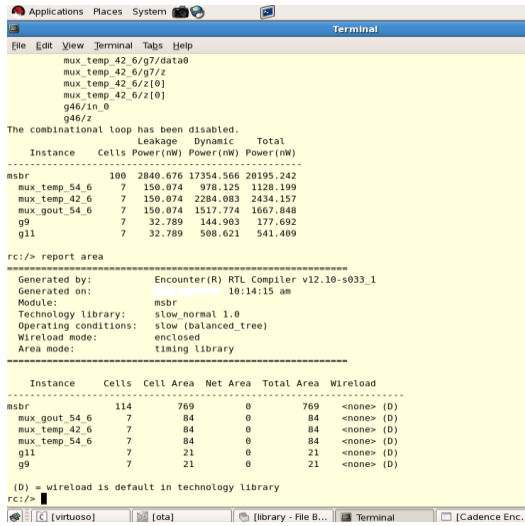 Applications Places System
Terminal
File Edit View Terminal Tabs Help
mux_temp_42_6/g7/data0
mux_temp_42_6/g7/z
mux_temp_42_6/z[0]
mux_temp_42_6/z[0]
g46/in_0
g46/z
The combinational loop has been disabled.
Leakage Dynamic Total
Instance Cells Power(nW) Power(nW) Power(nW)
--------------------------------------------------
msbr 100 2840.676 17354.566 20195.242
mux_temp_54_6 7 150.074 978.125 1128.199
mux_temp_42_6 7 150.074 2284.083 2434.157
mux_gout_54_6 7 150.074 1517.774 1667.848
g9 7 32.789 144.903 177.692
g11 7 32.789 508.621 541.409
rc:/> report area
============================================================
Generated by: Encounter(R) RTL Compiler v12.10-s033_1
Generated on: 10:14:15 am
Module: msbr
Technology library: slow_normal 1.0
Operating conditions: slow (balanced_tree)
Wireload mode: enclosed
Area mode: timing library
============================================================
Instance Cells Cell Area Net Area Total Area Wireload
----------------------------------------------------------------------
msbr 114 769 0 769 <none> (D)
mux_gout_54_6 7 84 0 84 <none> (D)
mux_temp_42_6 7 84 0 84 <none> (D)
mux_temp_54_6 7 84 0 84 <none> (D)
g11 7 21 0 21 <none> (D)
g9 7 21 0 21 <none> (D)
(D) = wireload is default in technology library
rc:/>
[virtuoso] [ota] [library - File B... Terminal [Cadence Enc.